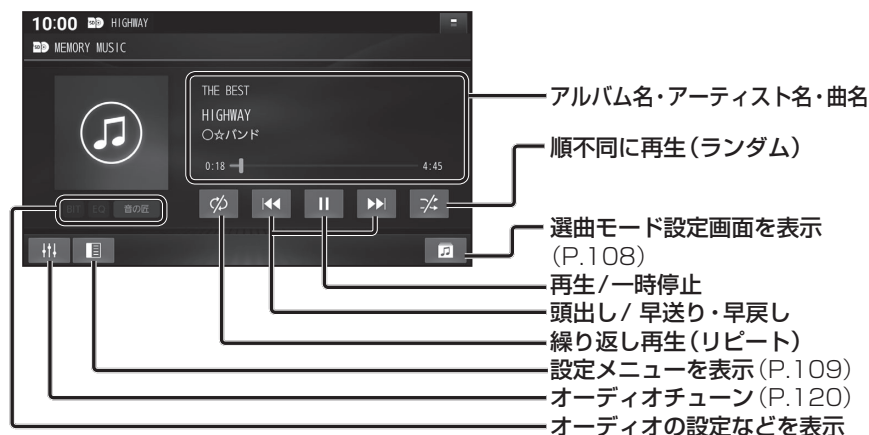 10:00 SD HIGHWAY
SD MEMORY MUSIC
THE BEST
HIGHWAY
○☆バンド
0:18
4:45
BIT EQ 音の匠
アルバム名・アーティスト名・曲名
順不同に再生(ランダム)
選曲モード設定画面を表示
(P.108)
再生/一時停止
頭出し/ 早送り・早戻し
繰り返し再生(リピート)
設定メニューを表示(P.109)
オーディオチューン(P.120)
オーディオの設定などを表示